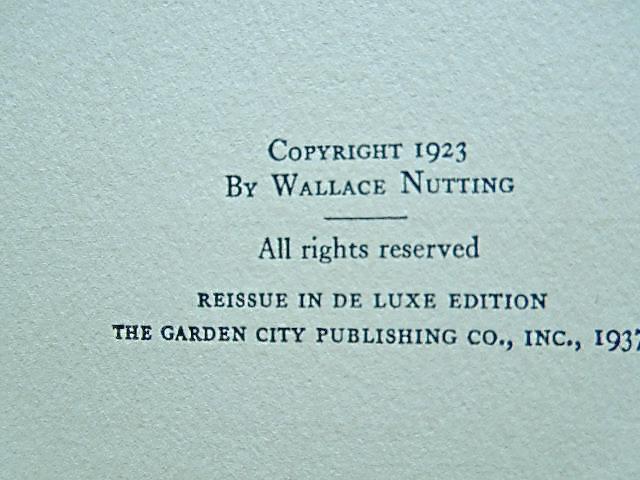 COPYRIGHT 1923
BY WALLACE NUTTING
All rights reserved
REISSUE IN DE LUXE EDITION
THE GARDEN CITY PUBLISHING CO., INC., 1937